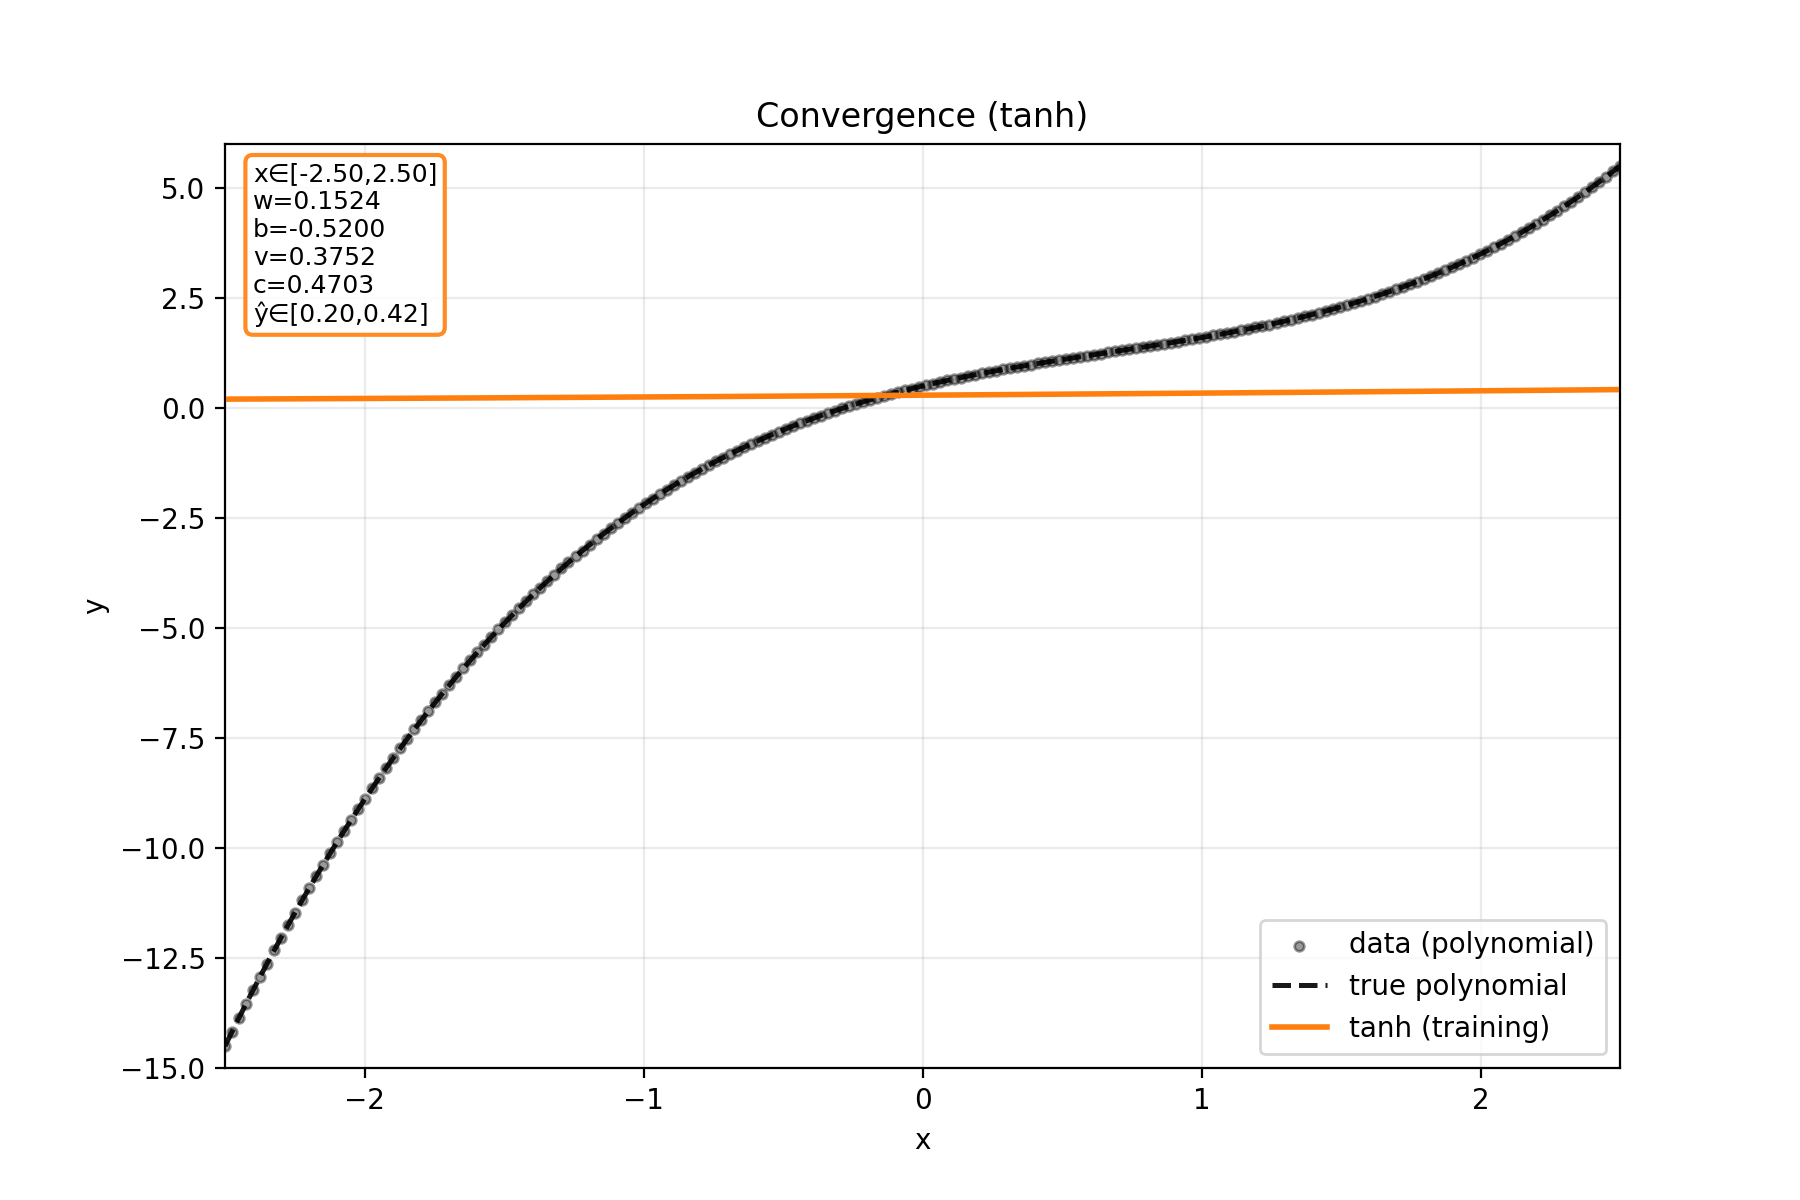 Convergence (tanh)
x∈[-2.50,2.50]
w=0.1524
b=-0.5200
v=0.3752
c=0.4703
ŷ∈[0.20,0.42]
5.0
2.5
0.0
−2.5
−5.0
−7.5
−10.0
−12.5
−15.0
y
data (polynomial)
true polynomial
tanh (training)
−2
−1
0
1
2
x